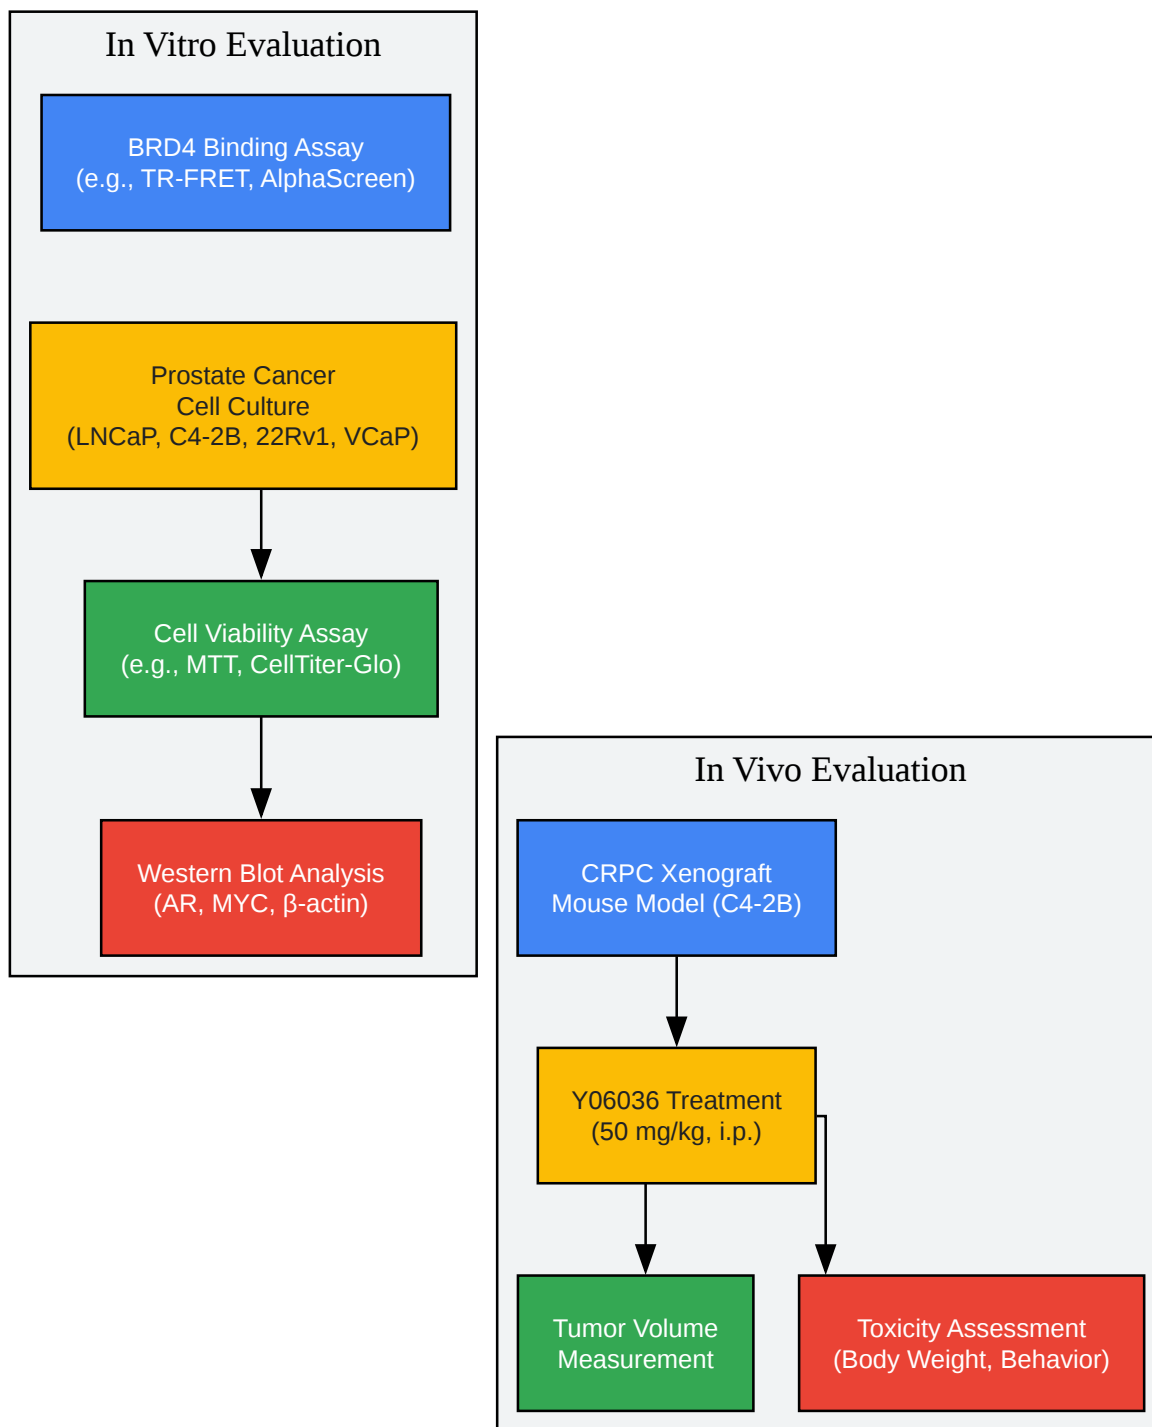 In Vitro Evaluation
BRD4 Binding Assay
(e.g., TR-FRET, AlphaScreen)
Prostate Cancer
Cell Culture
(LNCaP, C4-2B, 22Rv1, VCaP)
Cell Viability Assay
(e.g., MTT, CellTiter-Glo)
Western Blot Analysis
(AR, MYC, β-actin)
In Vivo Evaluation
CRPC Xenograft
Mouse Model (C4-2B)
Y06036 Treatment
(50 mg/kg, i.p.)
Tumor Volume
Measurement
Toxicity Assessment
(Body Weight, Behavior)